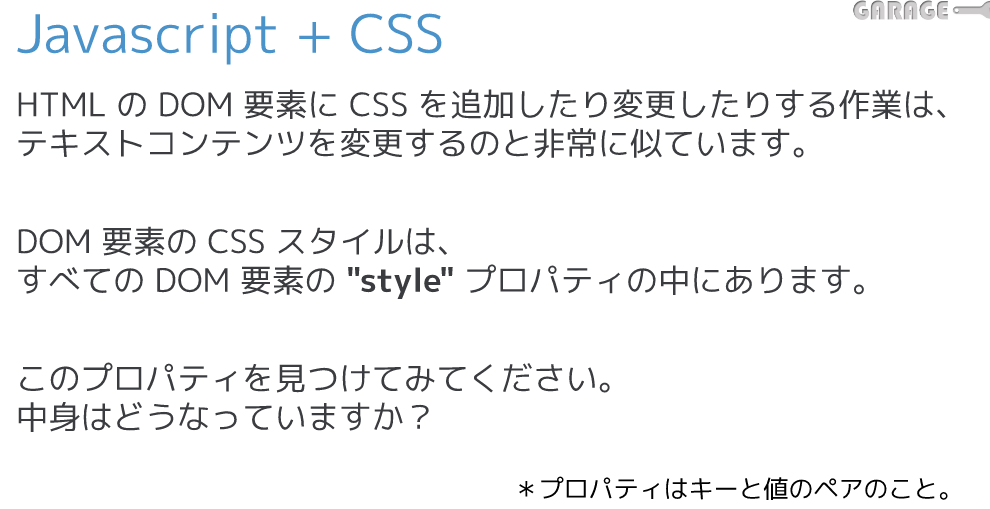 GARAGE
Javascript + CSS
HTML の DOM 要素に CSS を追加したり変更したりする作業は、
テキストコンテンツを変更するのと非常に似ています。
DOM 要素の CSS スタイルは、
すべての DOM 要素の "style" プロパティの中にあります。
このプロパティを見つけてみてください。
中身はどうなっていますか？
＊プロパティはキーと値のペアのこと。